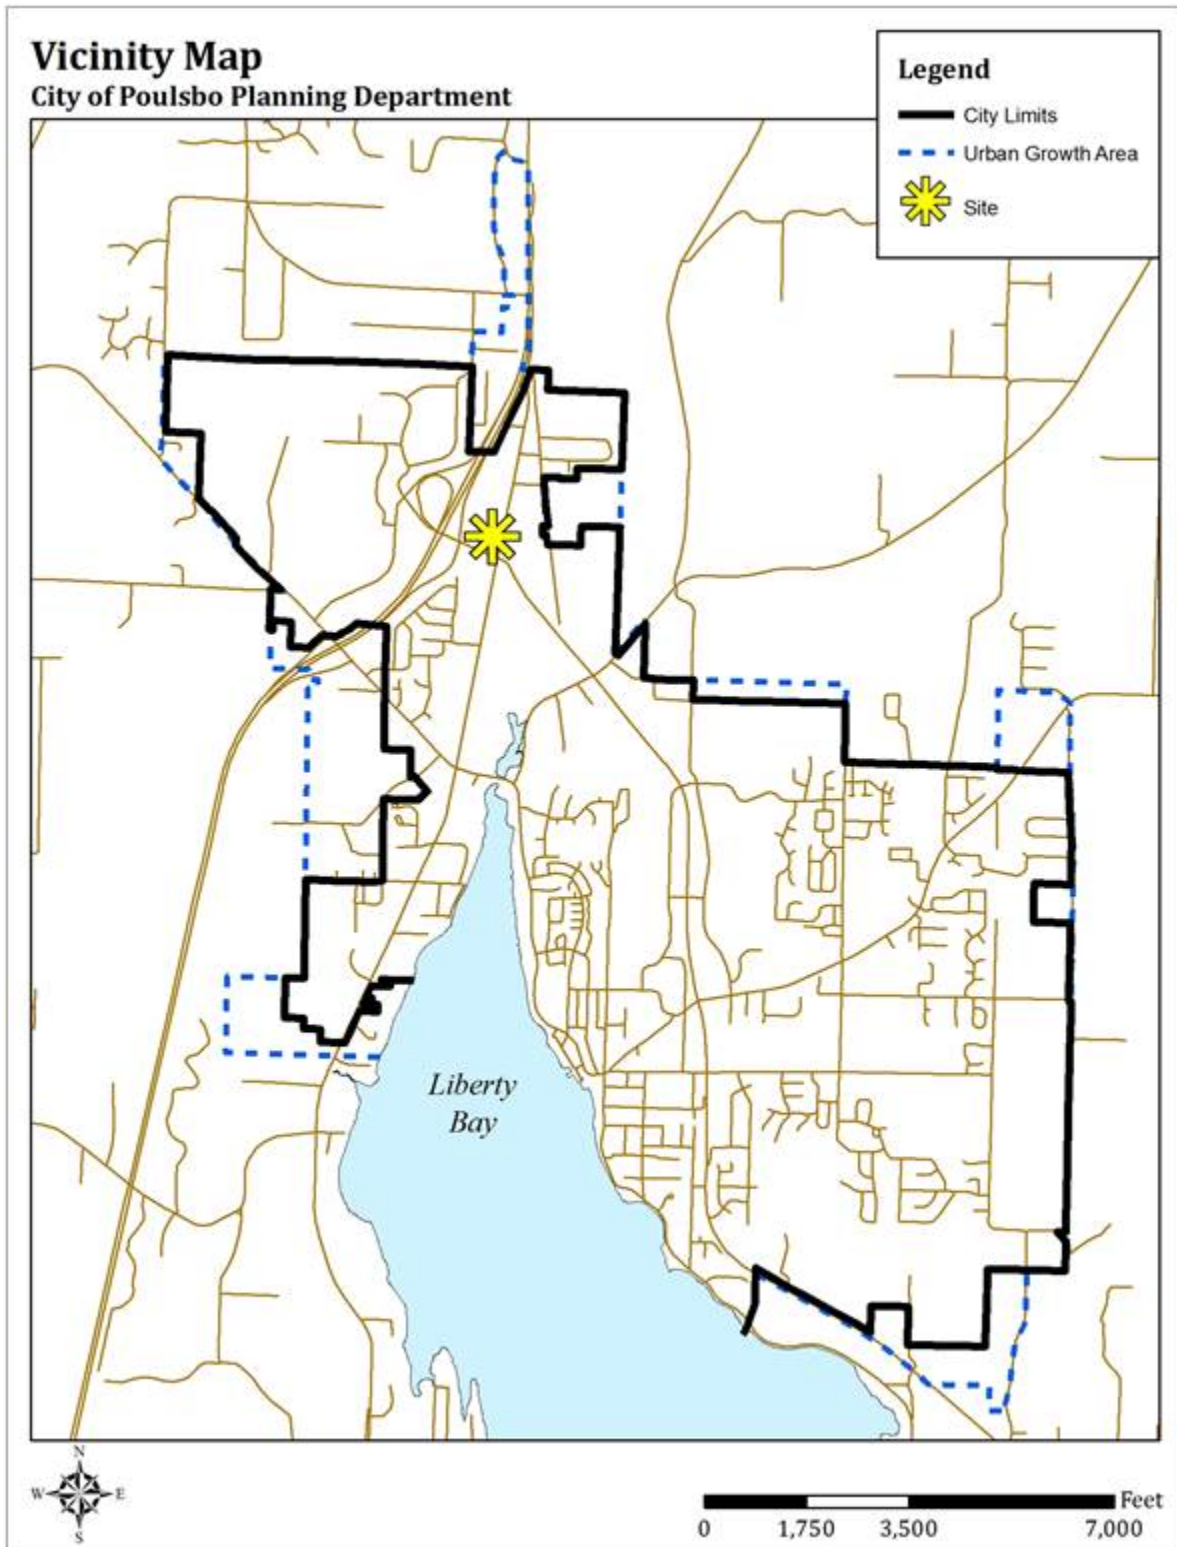 Vicinity Map
City of Poulsbo Planning Department
Legend
City Limits
Urban Growth Area
Site
Liberty
Bay
N
W E
S
Feet
0 1,750 3,500 7,000